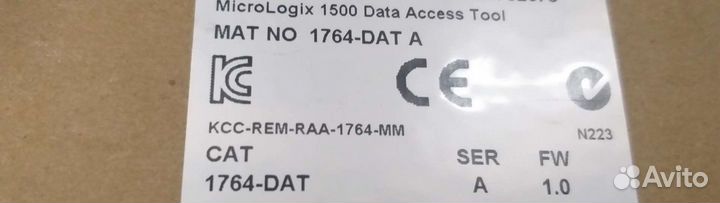 MicroLogix 1500 Data Access Tool
MAT NO 1764-DAT A
CE
KCC-REM-RAA-1764-MM
N223
CAT SER FW
1764-DAT A 1.0
Avito